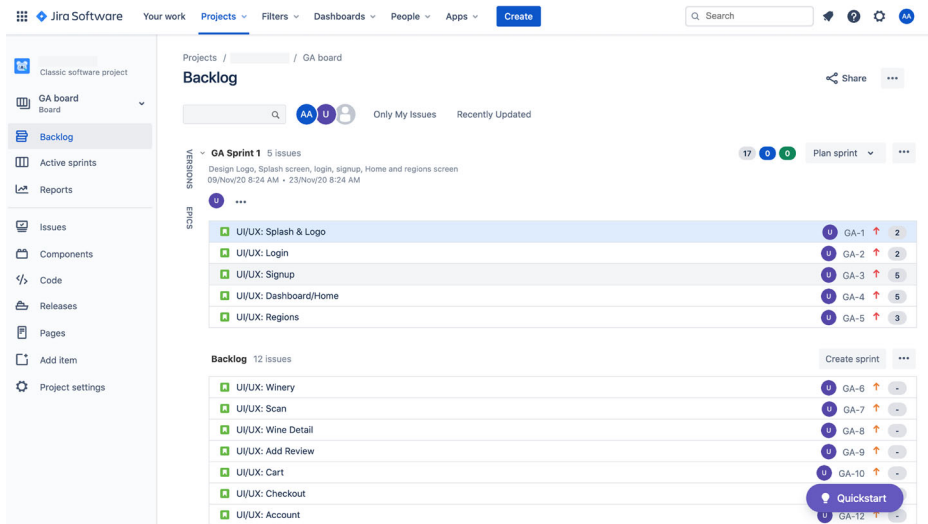 Jira Software Your work Projects Filters Dashboards People Apps Create Search AA
Classic software project
GA board
Board
Backlog
Active sprints
Reports
Issues
Components
Code
Releases
Pages
Add item
Project settings
Projects / / GA board
Backlog
Share
AA U Only My Issues Recently Updated
VERSIONS
EPICS
GA Sprint 1 5 issues 17 0 0 Plan sprint
Design Logo, Splash screen, login, signup, Home and regions screen
09/Nov/20 8:24 AM • 23/Nov/20 8:24 AM
U
UI/UX: Splash & Logo U GA-1 2
UI/UX: Login U GA-2 2
UI/UX: Signup U GA-3 5
UI/UX: Dashboard/Home U GA-4 5
UI/UX: Regions U GA-5 3
Backlog 12 issues Create sprint
UI/UX: Winery U GA-6 -
UI/UX: Scan U GA-7 -
UI/UX: Wine Detail U GA-8 -
UI/UX: Add Review U GA-9 -
UI/UX: Cart U GA-10 -
UI/UX: Checkout
Quickstart
UI/UX: Account U GA-12 -